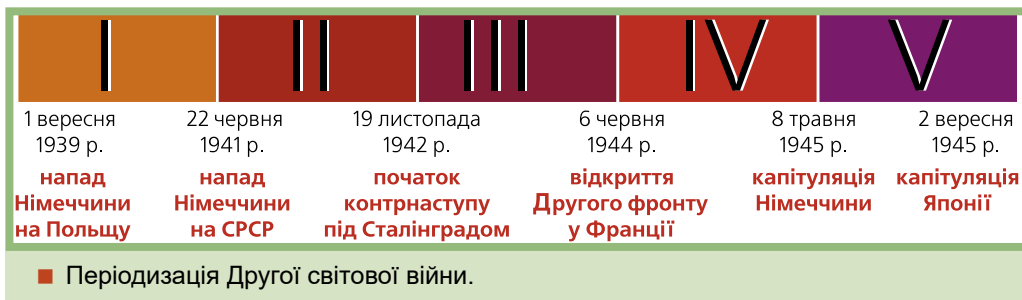 I II III IV V
1 вересня
1939 р.
напад
Німеччини
на Польщу
22 червня
1941 р.
напад
Німеччини
на СРСР
19 листопада
1942 р.
початок
контрнаступу
під Сталінградом
6 червня
1944 р.
відкриття
Другого фронту
у Франції
8 травня
1945 р.
капітуляція
Німеччини
2 вересня
1945 р.
капітуляція
Японії
Періодизація Другої світової війни.